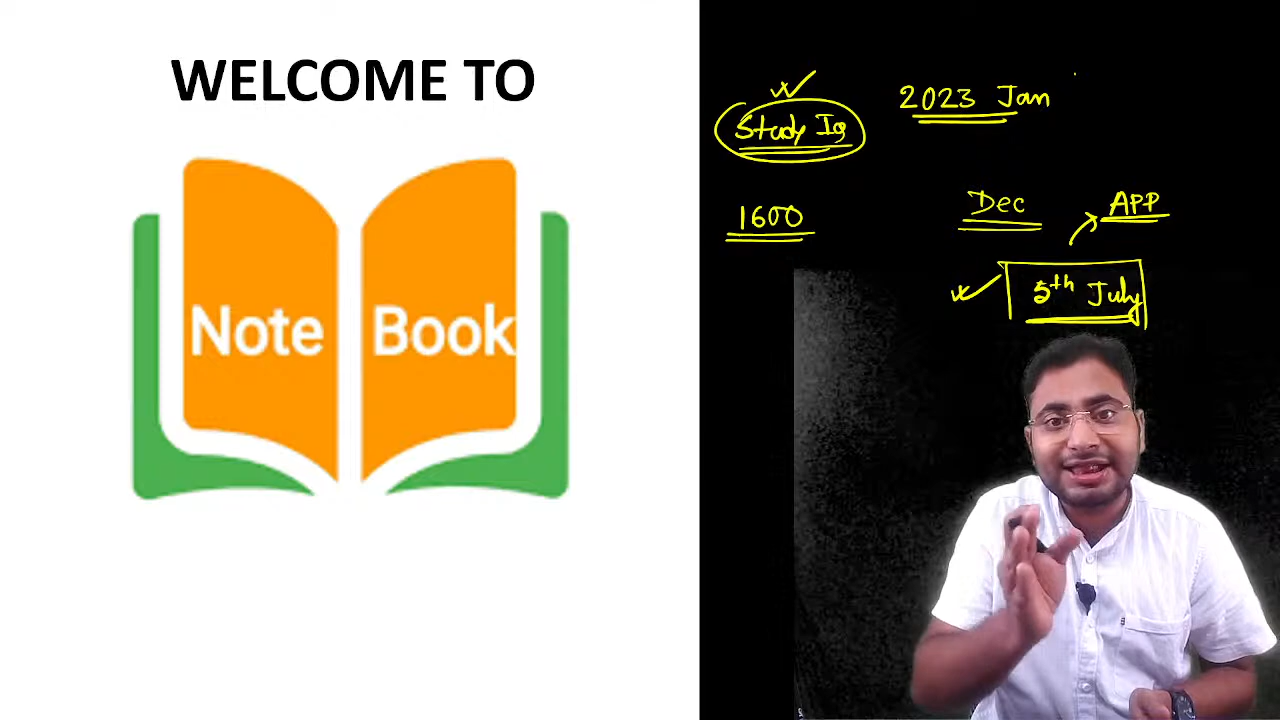 WELCOME TO
Note Book
Study Iq
2023 Jan
1600
Dec
APP
5th July